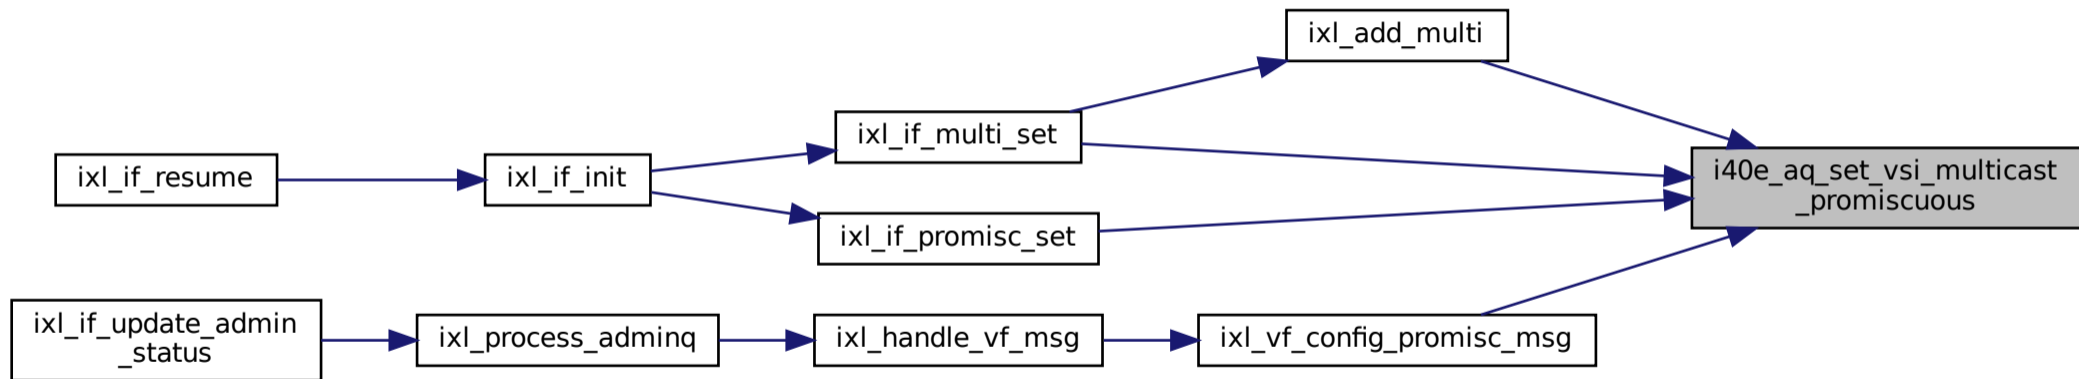 ixl_add_multi
ixl_if_multi_set
ixl_if_resume
ixl_if_init
i40e_aq_set_vsi_multicast
_promiscuous
ixl_if_promisc_set
ixl_if_update_admin
_status
ixl_process_adminq
ixl_handle_vf_msg
ixl_vf_config_promisc_msg